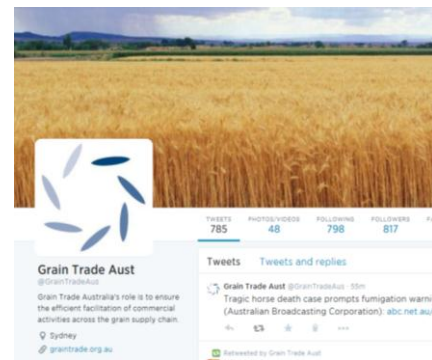 TWEETS PHOTOS/VIDEOS FOLLOWING FOLLOWERS
785 48 798 817
Grain Trade Aust
@GrainTradeAus
Grain Trade Australia's role is to ensure
the efficient facilitation of commercial
activities across the grain supply chain.
Sydney
graintrade.org.au
Tweets Tweets and replies
Grain Trade Aust @GrainTradeAus · 55m
Tragic horse death case prompts fumigation warni
(Australian Broadcasting Corporation): abc.net.au/
Retweeted by Grain Trade Aust